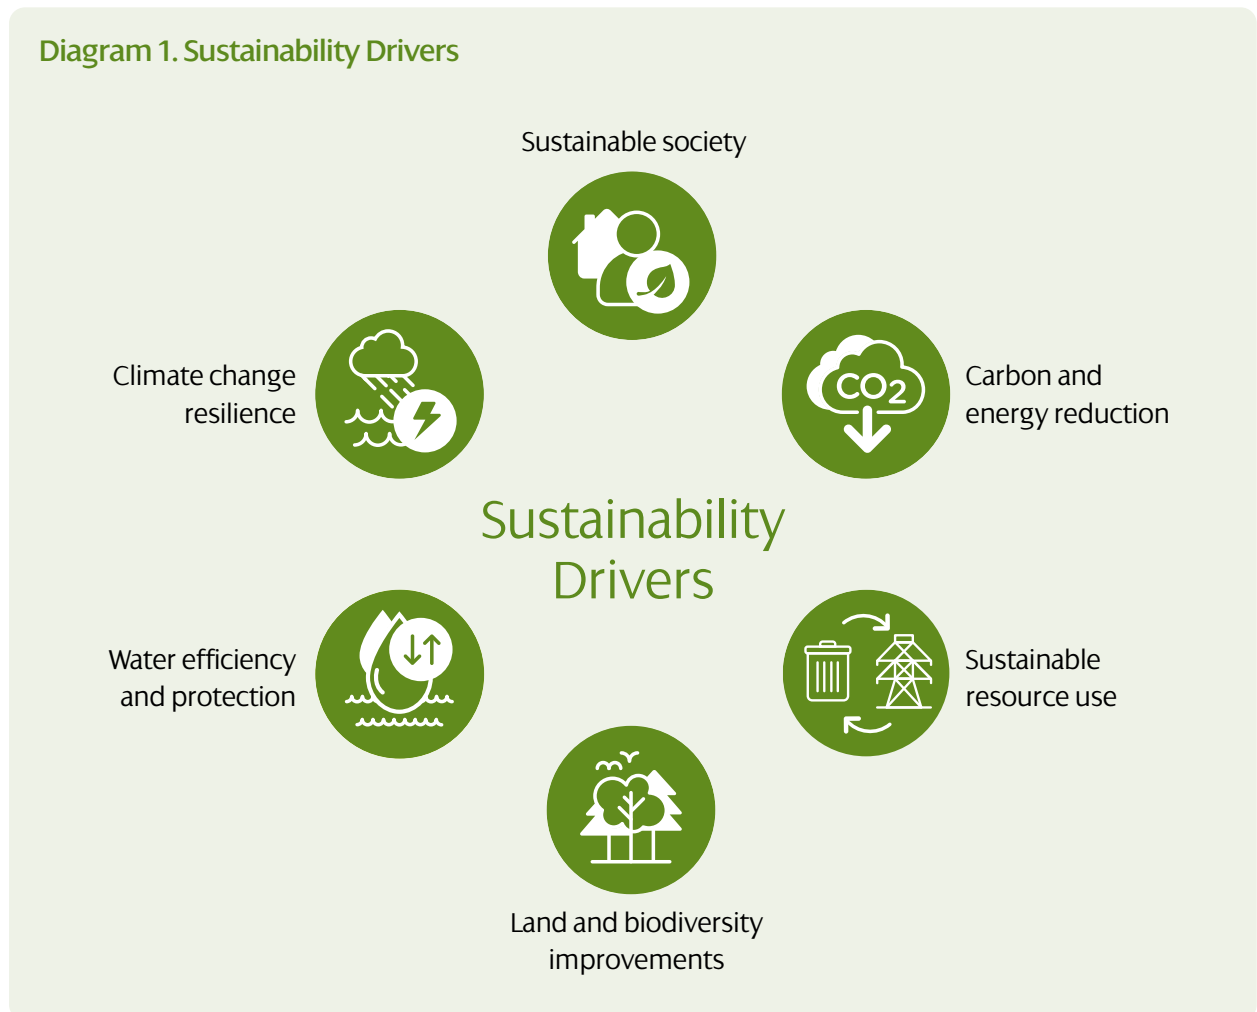 Diagram 1. Sustainability Drivers
Sustainable society
Climate change
resilience
CO2
Carbon and
energy reduction
Sustainability
Drivers
Water efficiency
and protection
Sustainable
resource use
Land and biodiversity
improvements